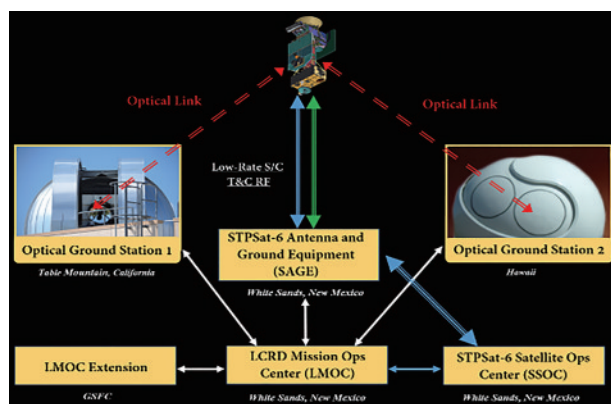 Optical Link
Optical Link
Low-Rate S/C
T&C RF
Optical Ground Station 1
Table Mountain, California
STPSat-6 Antenna and
Ground Equipment
(SAGE)
White Sands, New Mexico
Optical Ground Station 2
Hawaii
LMOC Extension
GSFC
LCRD Mission Ops
Center (LMOC)
White Sands, New Mexico
STPSat-6 Satellite Ops
Center (SSOC)
White Sands, New Mexico